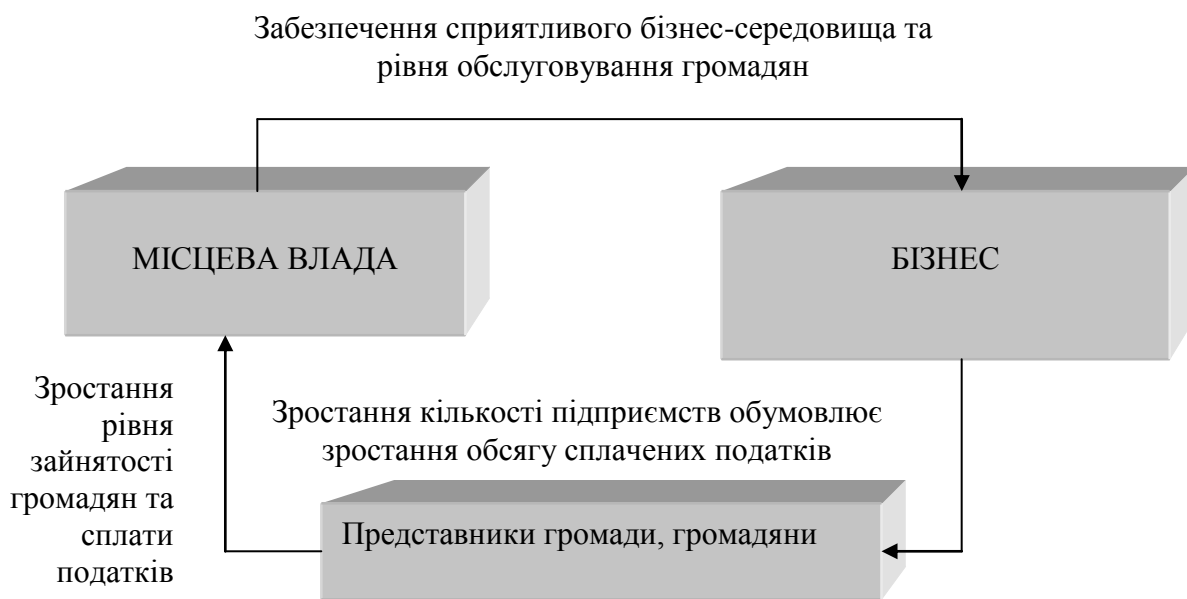 Забезпечення сприятливого бізнес-середовища та
рівня обслуговування громадян
МІСЦЕВА ВЛАДА
БІЗНЕС
Зростання
рівня
зайнятості
громадян та
сплати
податків
Зростання кількості підприємств обумовлює
зростання обсягу сплачених податків
Представники громади, громадяни